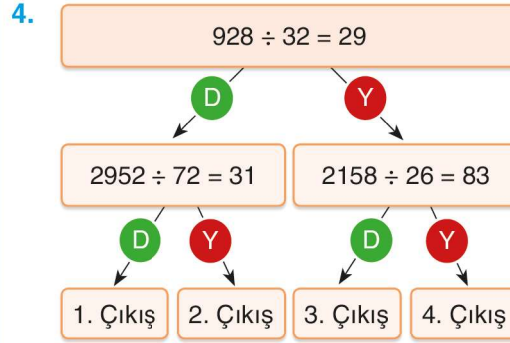 4.
928 ÷ 32 = 29
D Y
2952 ÷ 72 = 31 2158 ÷ 26 = 83
D Y D Y
1. Çıkış 2. Çıkış 3. Çıkış 4. Çıkış